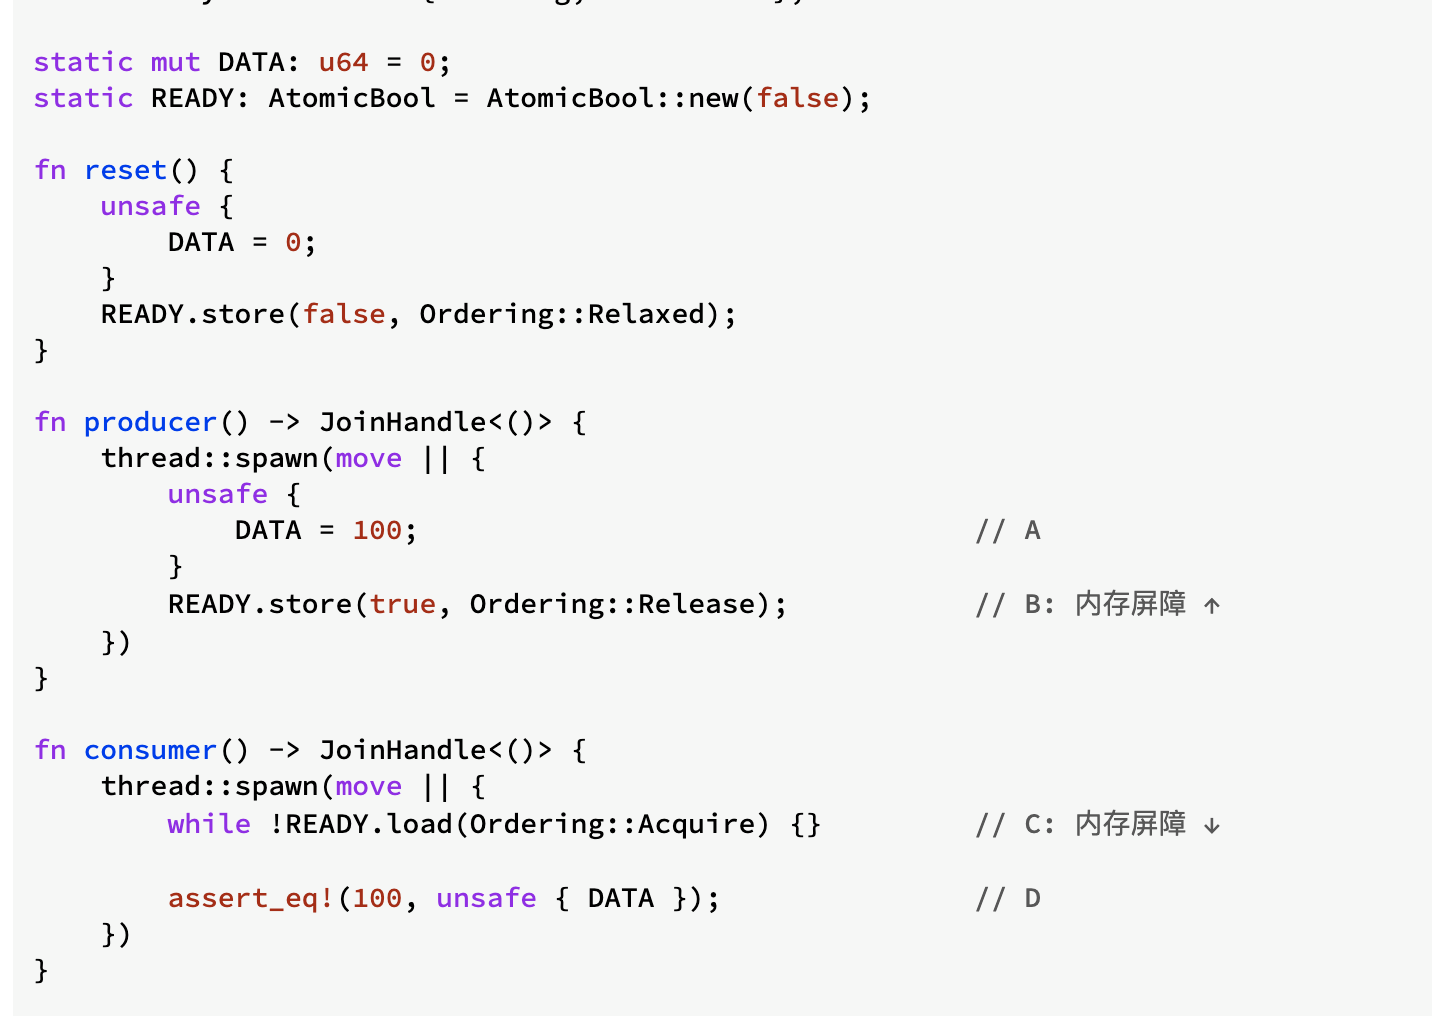 static mut DATA: u64 = 0;
static READY: AtomicBool = AtomicBool::new(false);
fn reset() {
    unsafe {
        DATA = 0;
    }
    READY.store(false, Ordering::Relaxed);
}
fn producer() -> JoinHandle<()> {
    thread::spawn(move || {
        unsafe {
            DATA = 100;                                 // A
        }
        READY.store(true, Ordering::Release);           // B: 内存屏障 ↑
    })
}
fn consumer() -> JoinHandle<()> {
    thread::spawn(move || {
        while !READY.load(Ordering::Acquire) {}         // C: 内存屏障 ↓
        assert_eq!(100, unsafe { DATA });               // D
    })
}